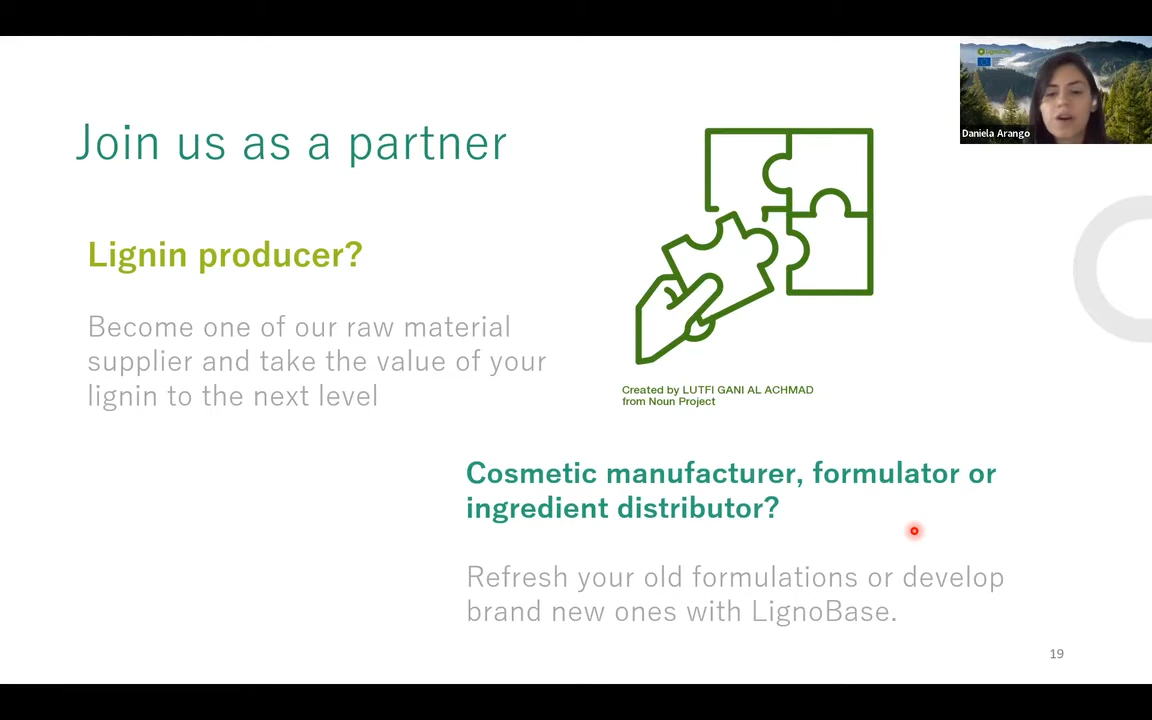 Join us as a partner
Daniela Arango
Lignin producer?
Become one of our raw material
supplier and take the value of your
lignin to the next level
Created by LUTFI GANI AL ACHMAD
from Noun Project
Cosmetic manufacturer, formulator or
ingredient distributor?
Refresh your old formulations or develop
brand new ones with LignoBase.
19